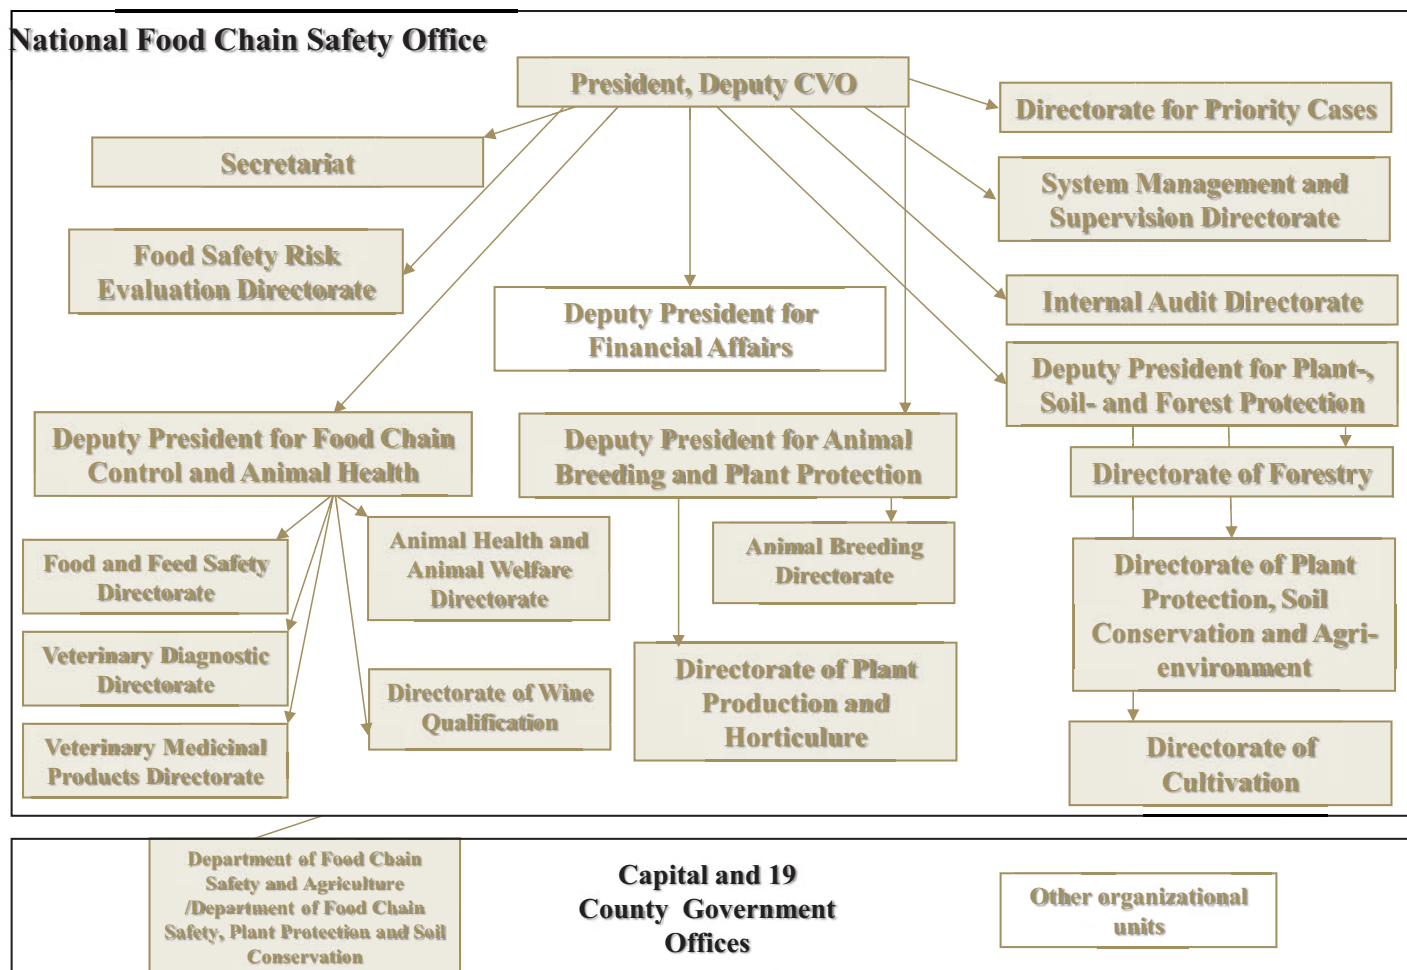 National Food Chain Safety Office
President, Deputy CVO
Directorate for Priority Cases
Secretariat
System Management and
Supervision Directorate
Food Safety Risk
Evaluation Directorate
Internal Audit Directorate
Deputy President for
Financial Affairs
Deputy President for Plant-,
Soil- and Forest Protection
Deputy President for Food Chain
Control and Animal Health
Deputy President for Animal
Breeding and Plant Protection
Directorate of Forestry
Food and Feed Safety
Directorate
Animal Health and
Animal Welfare
Directorate
Animal Breeding
Directorate
Directorate of Plant
Protection, Soil
Conservation and Agri-
environment
Veterinary Diagnostic
Directorate
Directorate of Wine
Qualification
Directorate of Plant
Production and
Horticulure
Veterinary Medicinal
Products Directorate
Directorate of
Cultivation
Department of Food Chain
Safety and Agriculture
/Department of Food Chain
Safety, Plant Protection and Soil
Conservation
Capital and 19
County Government
Offices
Other organizational
units